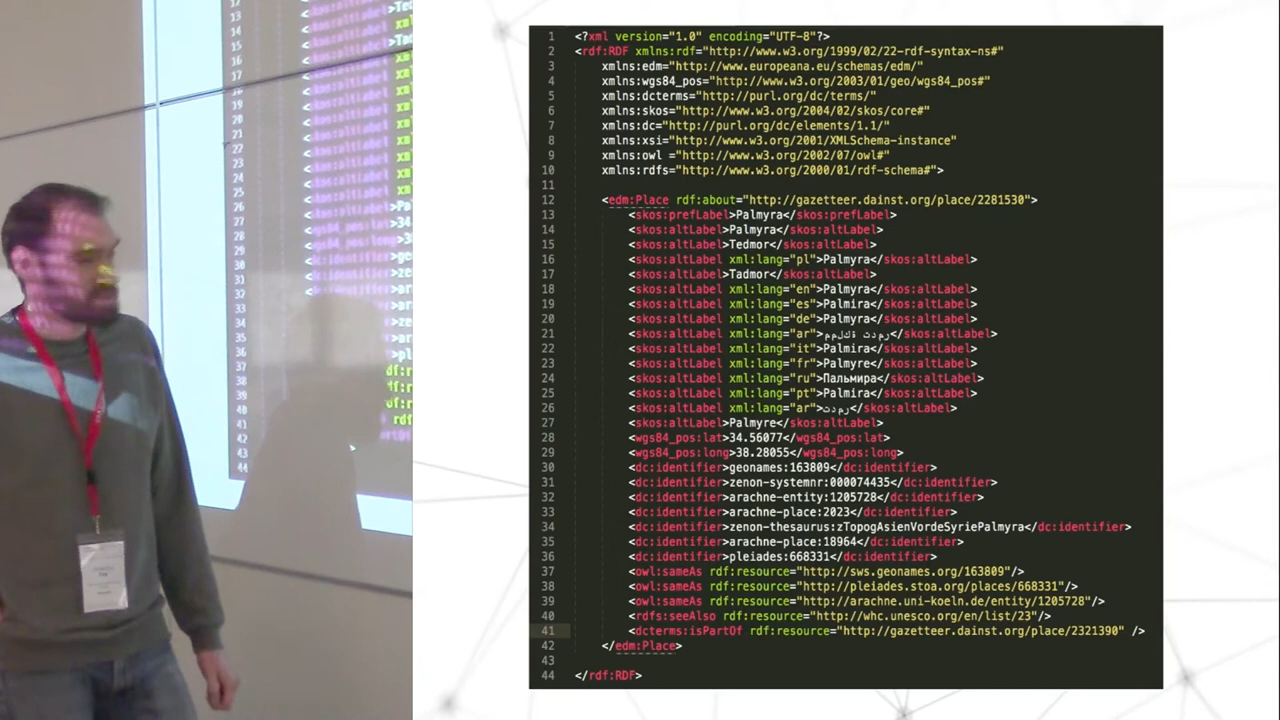 1 <?xml version="1.0" encoding="UTF-8"?>
2 <rdf:RDF xmlns:rdf="http://www.w3.org/1999/02/22-rdf-syntax-ns#"
3 xmlns:edm="http://www.europeana.eu/schemas/edm/"
4 xmlns:wgs84_pos="http://www.w3.org/2003/01/geo/wgs84_pos#"
5 xmlns:dcterms="http://purl.org/dc/terms/"
6 xmlns:skos="http://www.w3.org/2004/02/skos/core#"
7 xmlns:dc="http://purl.org/dc/elements/1.1/"
8 xmlns:xsi="http://www.w3.org/2001/XMLSchema-instance"
9 xmlns:owl ="http://www.w3.org/2002/07/owl#"
10 xmlns:rdfs="http://www.w3.org/2000/01/rdf-schema#">
11
12 <edm:Place rdf:about="http://gazetteer.dainst.org/place/2281530">
13 <skos:prefLabel>Palmyra</skos:prefLabel>
14 <skos:altLabel>Palmyra</skos:altLabel>
15 <skos:altLabel>Tedmor</skos:altLabel>
16 <skos:altLabel xml:lang="pl">Palmyra</skos:altLabel>
17 <skos:altLabel>Tadmor</skos:altLabel>
18 <skos:altLabel xml:lang="en">Palmyra</skos:altLabel>
19 <skos:altLabel xml:lang="es">Palmira</skos:altLabel>
20 <skos:altLabel xml:lang="de">Palmyra</skos:altLabel>
21 <skos:altLabel xml:lang="ar">مملكة تدمر</skos:altLabel>
22 <skos:altLabel xml:lang="it">Palmira</skos:altLabel>
23 <skos:altLabel xml:lang="fr">Palmyre</skos:altLabel>
24 <skos:altLabel xml:lang="ru">Пальмира</skos:altLabel>
25 <skos:altLabel xml:lang="pt">Palmira</skos:altLabel>
26 <skos:altLabel xml:lang="ar">تدمر</skos:altLabel>
27 <skos:altLabel>Palmyre</skos:altLabel>
28 <wgs84_pos:lat>34.56077</wgs84_pos:lat>
29 <wgs84_pos:long>38.28055</wgs84_pos:long>
30 <dc:identifier>geonames:163809</dc:identifier>
31 <dc:identifier>zenon-systemnr:000074435</dc:identifier>
32 <dc:identifier>arachne-entity:1205728</dc:identifier>
33 <dc:identifier>arachne-place:2023</dc:identifier>
34 <dc:identifier>zenon-thesaurus:zTopogAsienVordeSyriePalmyra</dc:identifier>
35 <dc:identifier>arachne-place:18964</dc:identifier>
36 <dc:identifier>pleiades:668331</dc:identifier>
37 <owl:sameAs rdf:resource="http://sws.geonames.org/163809"/>
38 <owl:sameAs rdf:resource="http://pleiades.stoa.org/places/668331"/>
39 <owl:sameAs rdf:resource="http://arachne.uni-koeln.de/entity/1205728"/>
40 <rdfs:seeAlso rdf:resource="http://whc.unesco.org/en/list/23"/>
41 <dcterms:isPartOf rdf:resource="http://gazetteer.dainst.org/place/2321390" />
42 </edm:Place>
43
44 </rdf:RDF>